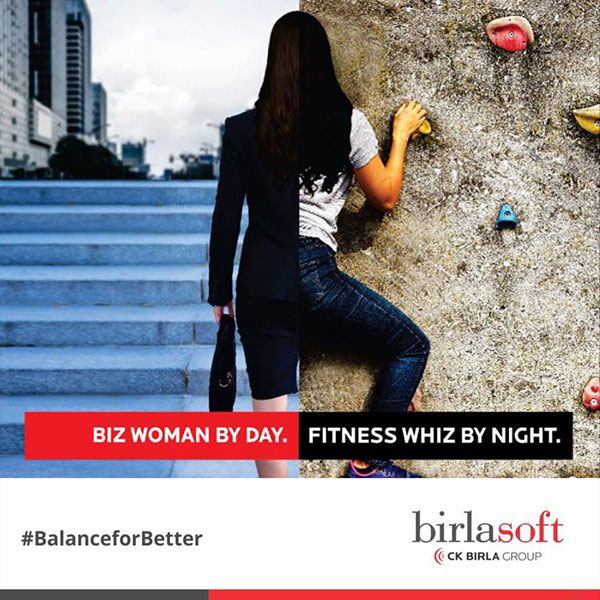 BIZ WOMAN BY DAY. FITNESS WHIZ BY NIGHT.
#BalanceforBetter
birlasoft
CK BIRLA GROUP